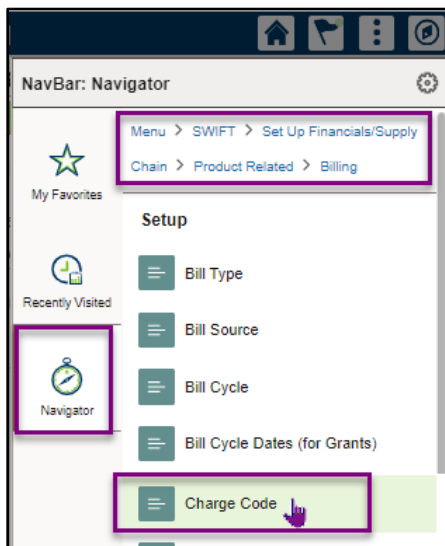 NavBar: Navigator
Menu > SWIFT > Set Up Financials/Supply
Chain > Product Related > Billing
My Favorites
Setup
Bill Type
Recently Visited
Bill Source
Navigator
Bill Cycle
Bill Cycle Dates (for Grants)
Charge Code